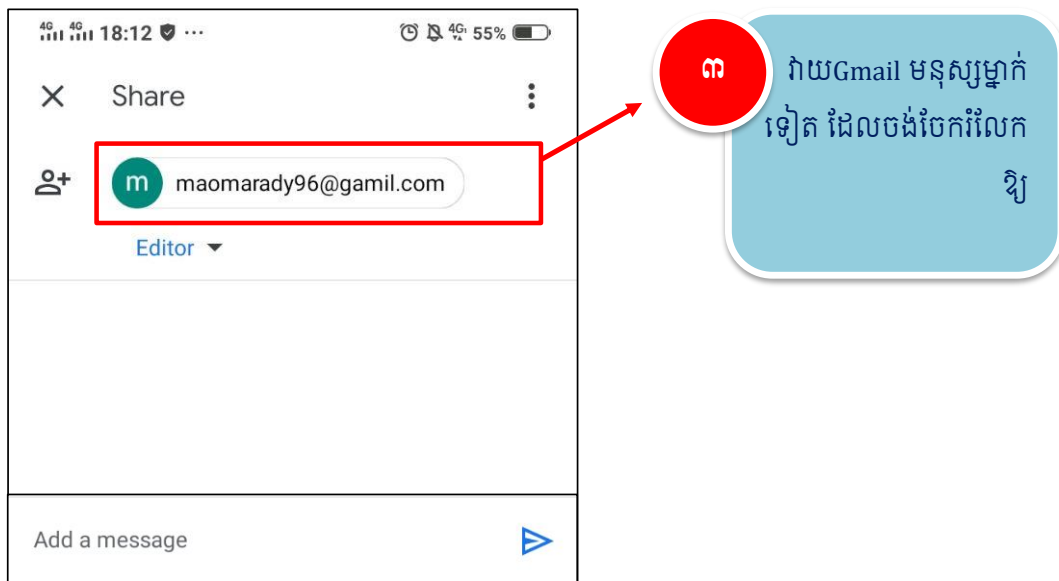 4G 4G 18:12 ··· 4G 55%
Share
m maomarady96@gamil.com
Editor
Add a message
៣
វាយGmail មនុស្សម្នាក់
ទៀត ដែលចង់ចែករំលែក
ឱ្យ